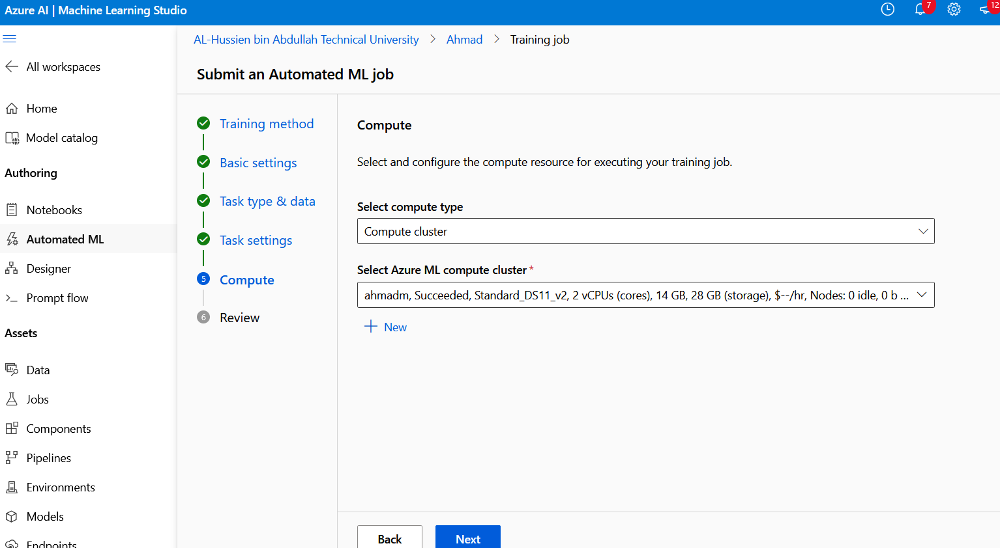 Azure AI | Machine Learning Studio
7
12
All workspaces
Home
Model catalog
Authoring
Notebooks
Automated ML
Designer
Prompt flow
Assets
Data
Jobs
Components
Pipelines
Environments
Models
Endpoints
AL-Hussien bin Abdullah Technical University > Ahmad > Training job
Submit an Automated ML job
Training method
Basic settings
Task type & data
Task settings
5 Compute
6 Review
Compute
Select and configure the compute resource for executing your training job.
Select compute type
Compute cluster
Select Azure ML compute cluster *
ahmadm, Succeeded, Standard_DS11_v2, 2 vCPUs (cores), 14 GB, 28 GB (storage), $--/hr, Nodes: 0 idle, 0 b ...
+ New
Back
Next